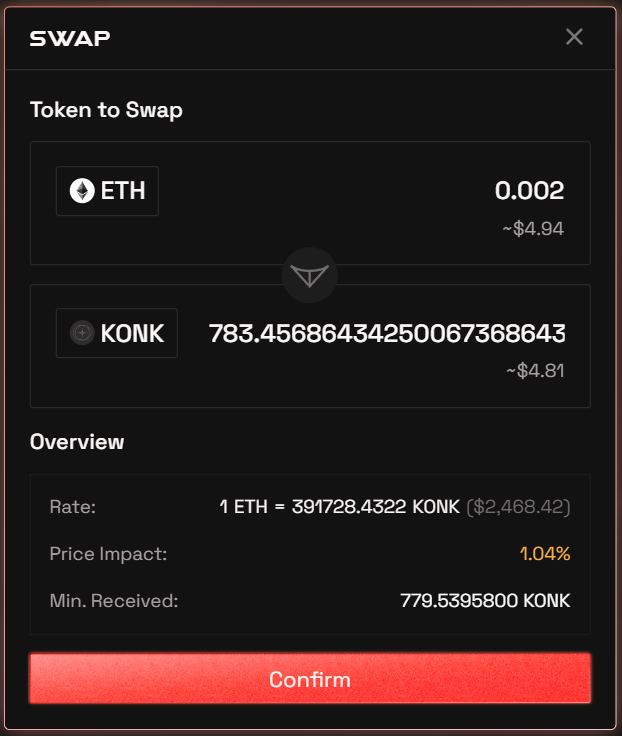 SWAP
Token to Swap
ETH 0.002
~$4.94
KONK 783.45686434250067368643
~$4.81
Overview
Rate: 1 ETH = 391728.4322 KONK ($2,468.42)
Price Impact: 1.04%
Min. Received: 779.5395800 KONK
Confirm